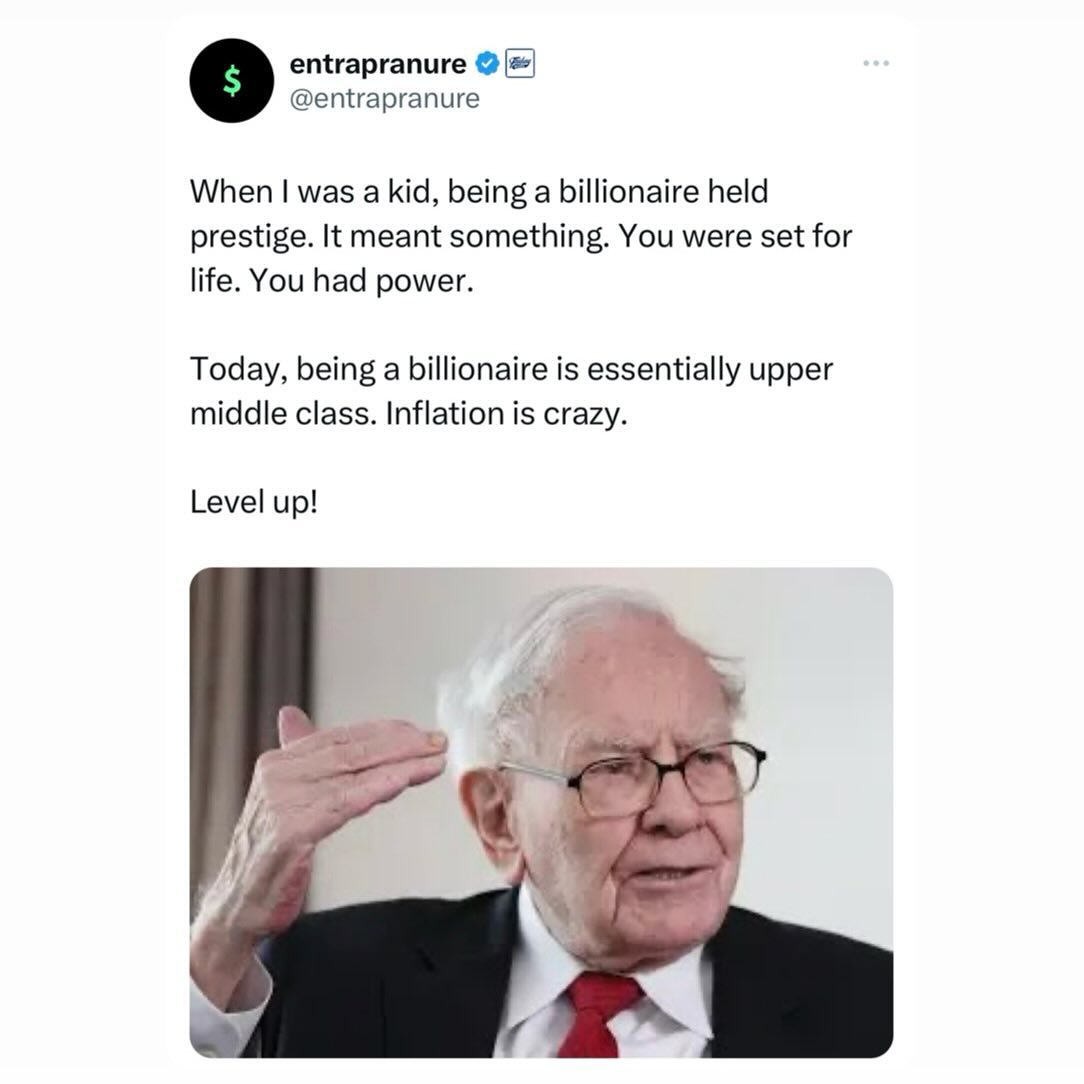 entrapranure
@entrapranure
When I was a kid, being a billionaire held
prestige. It meant something. You were set for
life. You had power.
Today, being a billionaire is essentially upper
middle class. Inflation is crazy.
Level up!
$